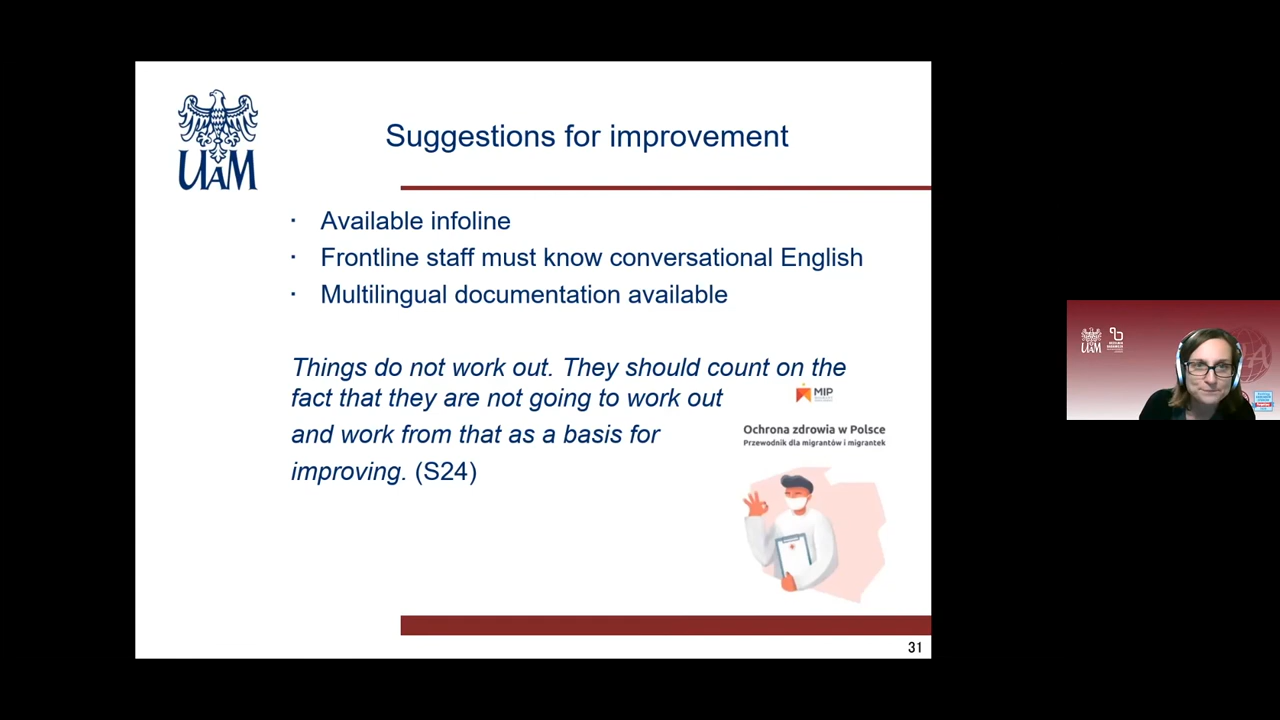 UAM
Suggestions for improvement
· Available infoline
· Frontline staff must know conversational English
· Multilingual documentation available
Things do not work out. They should count on the
fact that they are not going to work out
and work from that as a basis for
improving. (S24)
MIP
Ochrona zdrowia w Polsce
Przewodnik dla migrantów i migrantek
31
UAM